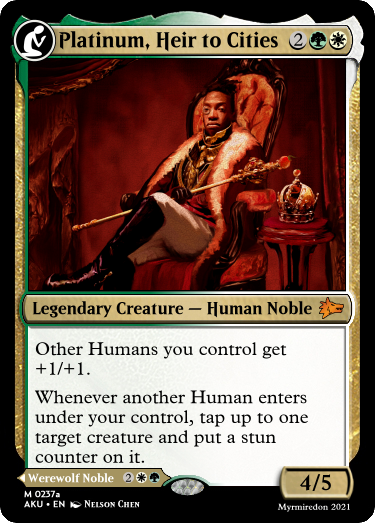 Platinum, Heir to Cities 2
Legendary Creature — Human Noble
Other Humans you control get
+1/+1.
Whenever another Human enters
under your control, tap up to one
target creature and put a stun
counter on it.
Werewolf Noble 2
4/5
M 0237a
AKU • EN Nelson Chen
Myrmiredon 2021